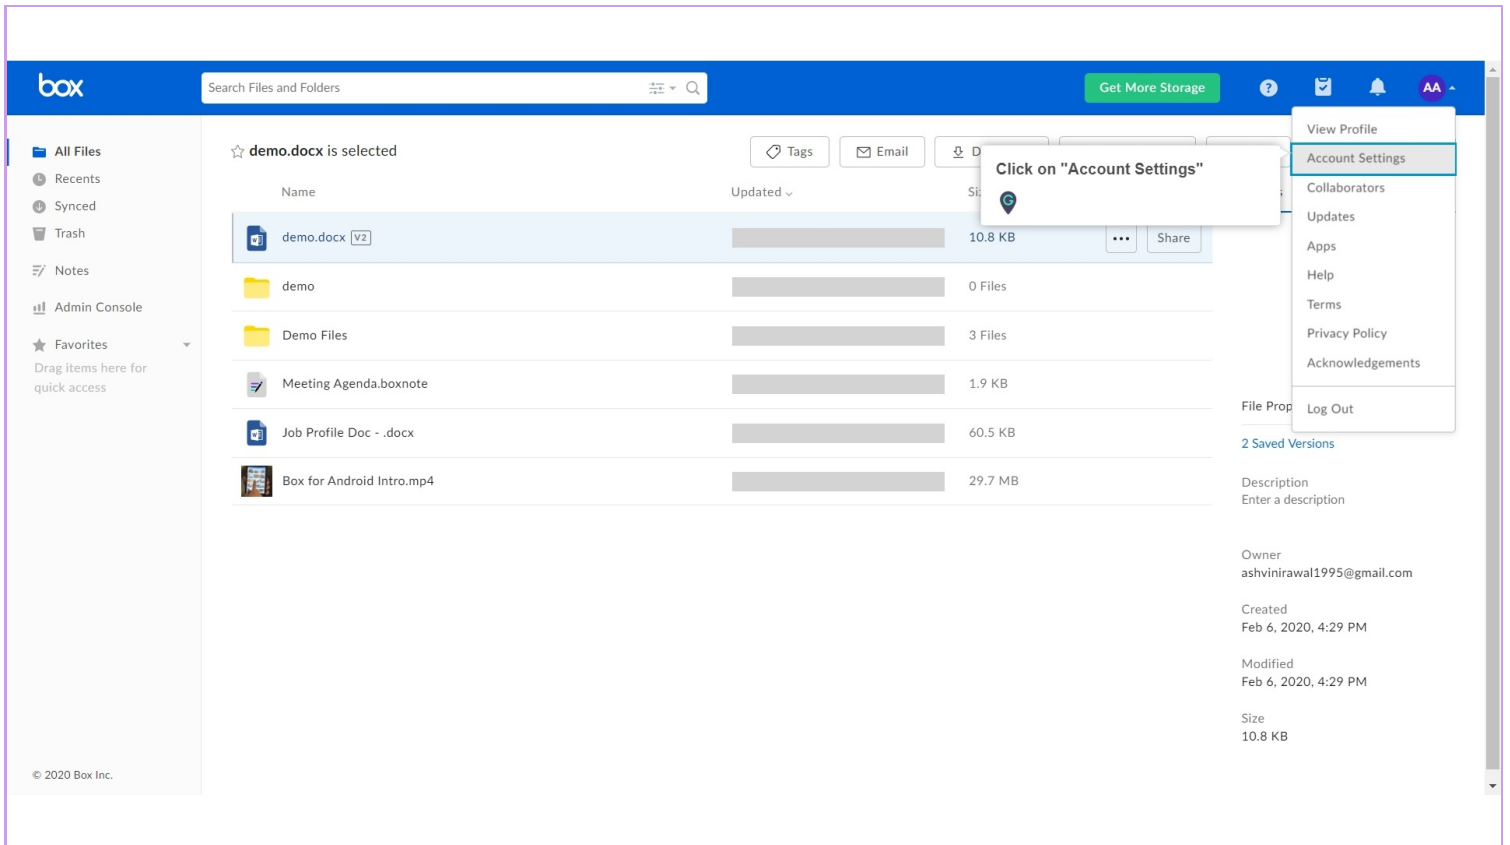 box
Search Files and Folders
Get More Storage
?
AA
All Files
Recents
Synced
Trash
Notes
Admin Console
Favorites
Drag items here for
quick access
© 2020 Box Inc.
demo.docx is selected
Tags
Email
Name
Updated
demo.docx V2
10.8 KB
Share
demo
0 Files
Demo Files
3 Files
Meeting Agenda.boxnote
1.9 KB
Job Profile Doc - .docx
60.5 KB
Box for Android Intro.mp4
29.7 MB
Click on "Account Settings"
G
View Profile
Account Settings
Collaborators
Updates
Apps
Help
Terms
Privacy Policy
Acknowledgements
Log Out
File Prop
2 Saved Versions
Description
Enter a description
Owner
ashvinirawal1995@gmail.com
Created
Feb 6, 2020, 4:29 PM
Modified
Feb 6, 2020, 4:29 PM
Size
10.8 KB